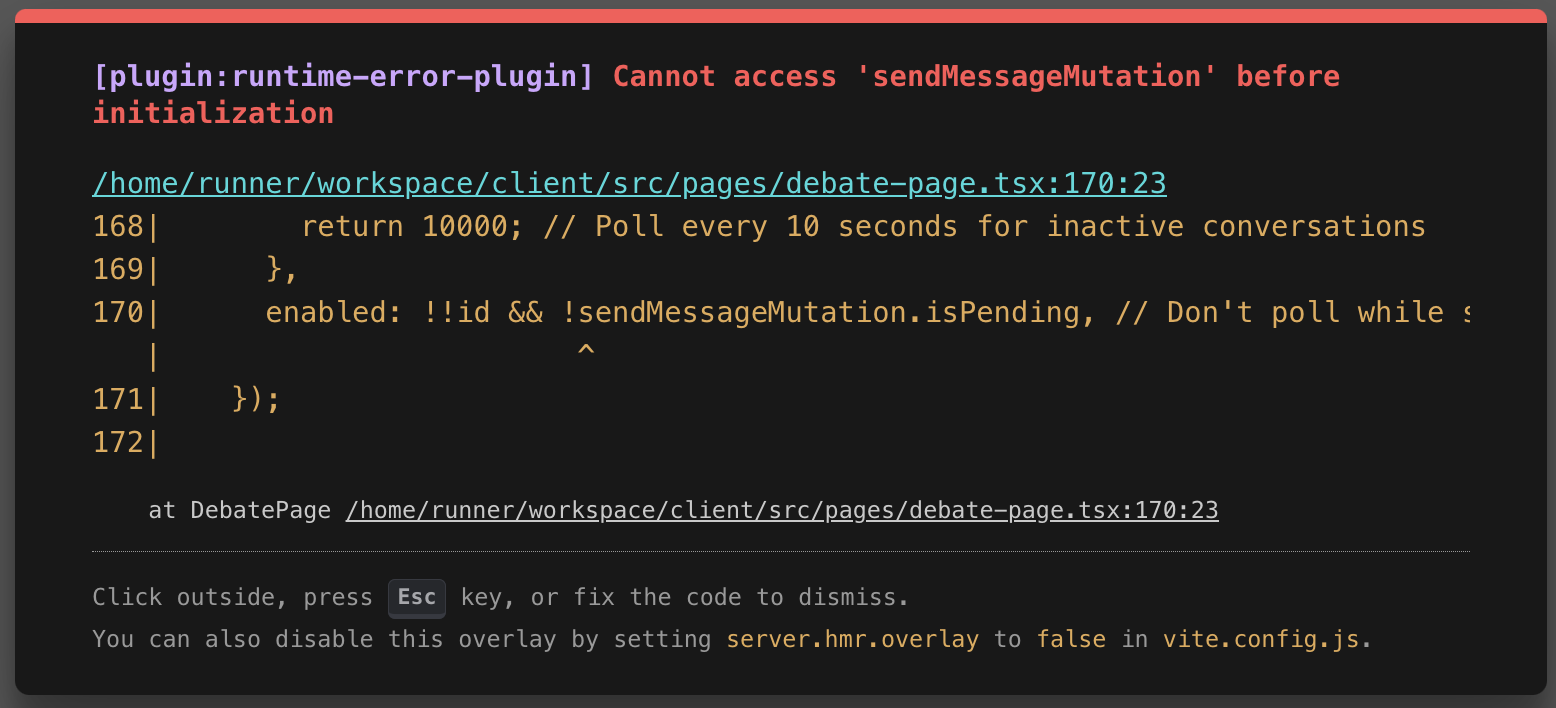 [plugin:runtime-error-plugin] Cannot access 'sendMessageMutation' before
initialization
/home/runner/workspace/client/src/pages/debate-page.tsx:170:23
168|        return 10000; // Poll every 10 seconds for inactive conversations
169|      },
170|      enabled: !!id && !sendMessageMutation.isPending, // Don't poll while
   |                        ^
171|    });
172|
at DebatePage /home/runner/workspace/client/src/pages/debate-page.tsx:170:23
Click outside, press Esc key, or fix the code to dismiss.
You can also disable this overlay by setting server.hmr.overlay to false in vite.config.js.